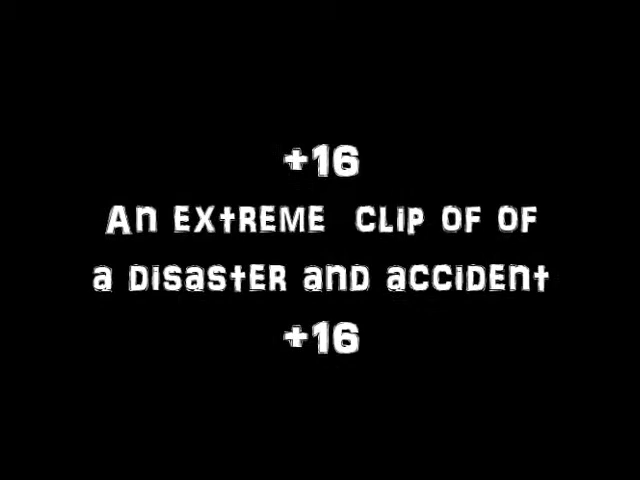 +16
An extreme clip of of
a disaster and accident
+16